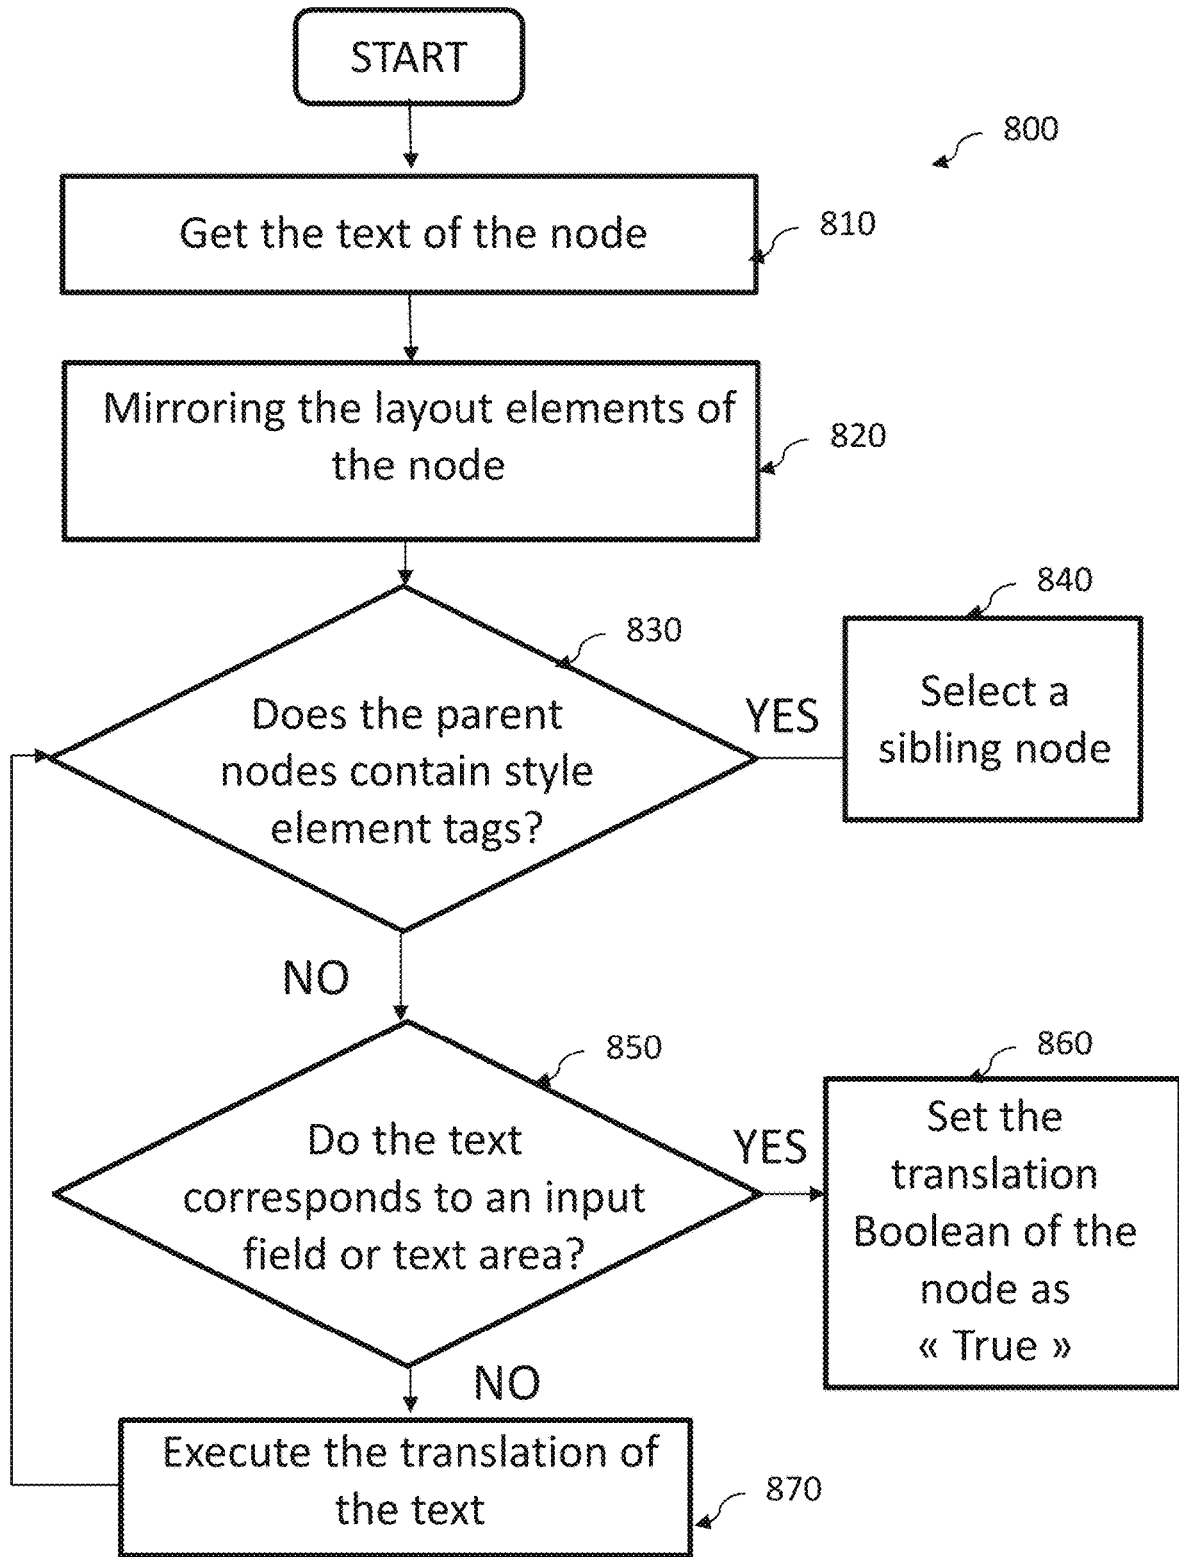 START
800
Get the text of the node
810
Mirroring the layout elements of
the node
820
830
Does the parent
nodes contain style
element tags?
YES
840
Select a
sibling node
NO
850
Do the text
corresponds to an input
field or text area?
YES
860
Set the
translation
Boolean of the
node as
« True »
NO
Execute the translation of
the text
870